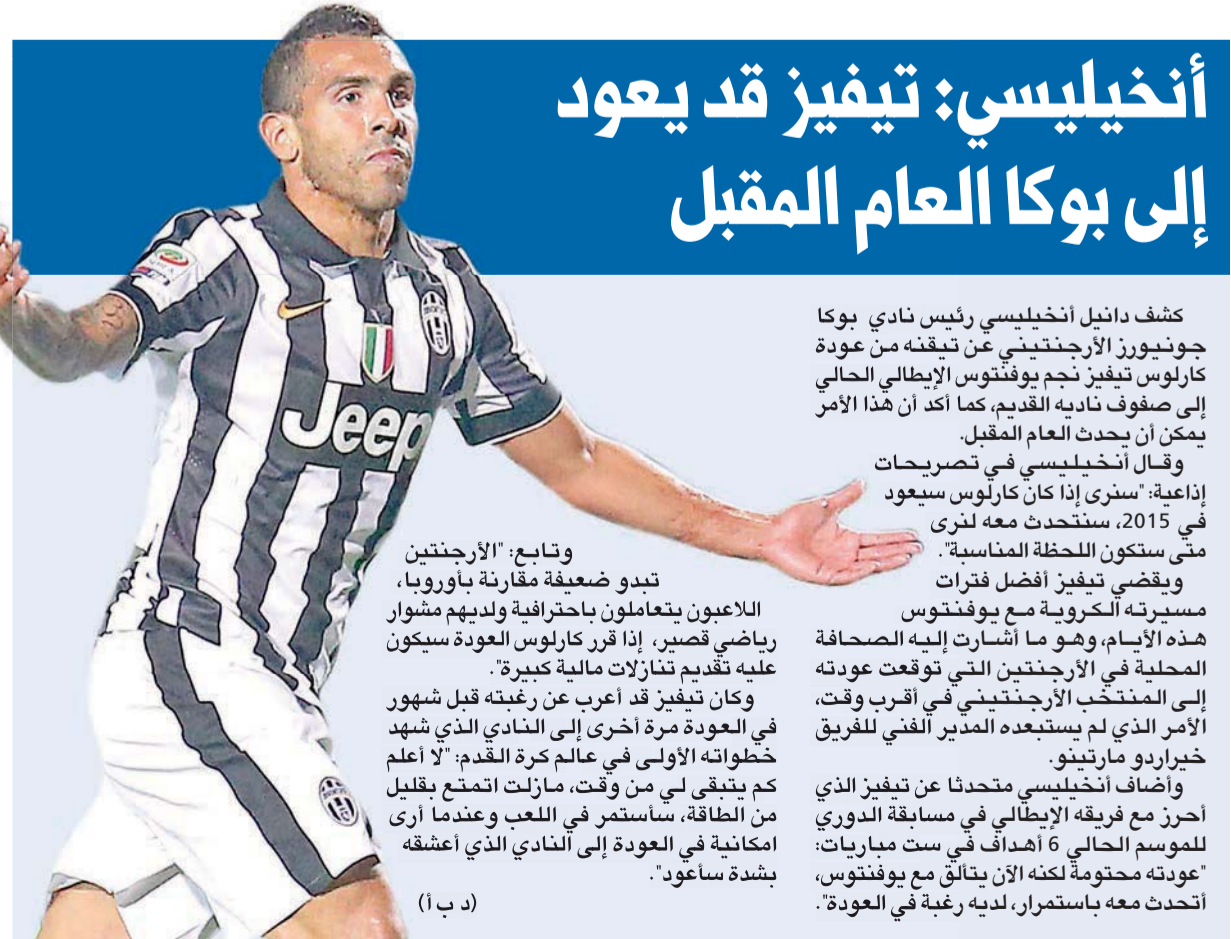 أنخيليسي: تيفيز قد يعود
إلى بوكا العام المقبل
كشف دانيل أنخيليسي رئيس نادي بوكا
جونيورز الأرجنتيني عن تيقنه من عودة
كارلوس تيفيز نجم يوفنتوس الإيطالي الحالي
إلى صفوف ناديه القديم، كما أكد أن هذا الأمر
يمكن أن يحدث العام المقبل.
وقال أنخيليسي في تصريحات
إذاعية: "سنرى إذا كان كارلوس سيعود
في 2015، سنتحدث معه لنرى
متى ستكون اللحظة المناسبة".
ويقضي تيفيز أفضل فترات
مسيرته الكروية مع يوفنتوس
هذه الأيام، وهو ما أشارت إليه الصحافة
المحلية في الأرجنتين التي توقعت عودته
إلى المنتخب الأرجنتيني في أقرب وقت،
الأمر الذي لم يستبعده المدير الفني للفريق
خيراردو مارتينو.
وأضاف أنخيليسي متحدثا عن تيفيز الذي
أحرز مع فريقه الإيطالي في مسابقة الدوري
للموسم الحالي 6 أهداف في ست مباريات:
"عودته محتومة لكنه الآن يتألق مع يوفنتوس،
أتحدث معه باستمرار، لديه رغبة في العودة".
وتابع: "الأرجنتين
تبدو ضعيفة مقارنة بأوروبا،
اللاعبون يتعاملون باحترافية ولديهم مشوار
رياضي قصير، إذا قرر كارلوس العودة سيكون
عليه تقديم تنازلات مالية كبيرة".
وكان تيفيز قد أعرب عن رغبته قبل شهور
في العودة مرة أخرى إلى النادي الذي شهد
خطواته الأولى في عالم كرة القدم: "لا أعلم
كم يتبقى لي من وقت، مازلت اتمتع بقليل
من الطاقة، سأستمر في اللعب وعندما أرى
امكانية في العودة إلى النادي الذي أعشقه
بشدة سأعود".
(د ب أ)
Jeep